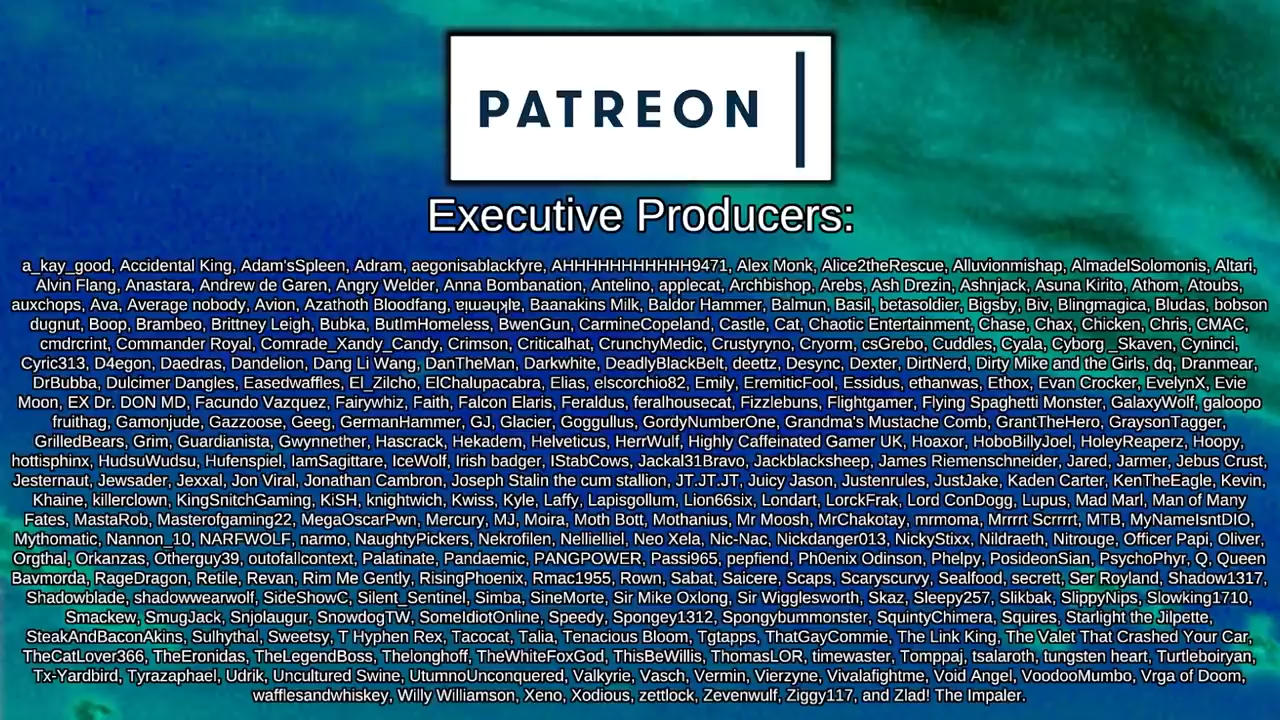 PATREON
Executive Producers:
a_kay_good, Accidental King, Adam'sSpleen, Adram, aegonisablackfyre, AHHHHHHHHHHH9471, Alex Monk, Alice2theRescue, Alluvionmishap, AlmadelSolomonis, Altari,
Alvin Flang, Anastara, Andrew de Garen, Angry Welder, Anna Bombanation, Antelino, applecat, Archbishop, Arebs, Ash Drezin, Ashnjack, Asuna Kirito, Athom, Atoubs,
auxchops, Ava, Average nobody, Avion, Azathoth Bloodfang, ɐıɯǝuʞlɐ, Baanakins Milk, Baldor Hammer, Balmun, Basil, betasoldier, Bigsby, Biv, Blingmagica, Bludas, bobson
dugnut, Boop, Brambeo, Brittney Leigh, Bubka, ButImHomeless, BwenGun, CarmineCopeland, Castle, Cat, Chaotic Entertainment, Chase, Chax, Chicken, Chris, CMAC,
cmdrcrint, Commander Royal, Comrade_Xandy_Candy, Crimson, Criticalhat, CrunchyMedic, Crustyryno, Cryorm, csGrebo, Cuddles, Cyala, Cyborg _Skaven, Cyninci,
Cyric313, D4egon, Daedras, Dandelion, Dang Li Wang, DanTheMan, Darkwhite, DeadlyBlackBelt, deettz, Desync, Dexter, DirtNerd, Dirty Mike and the Girls, dq, Dranmear,
DrBubba, Dulcimer Dangles, Easedwaffles, El_Zilcho, ElChalupacabra, Elias, elscorchio82, Emily, EremiticFool, Essidus, ethanwas, Ethox, Evan Crocker, EvelynX, Evie
Moon, EX Dr. DON MD, Facundo Vazquez, Fairywhiz, Faith, Falcon Elaris, Feraldus, feralhousecat, Fizzlebuns, Flightgamer, Flying Spaghetti Monster, GalaxyWolf, galoopo
fruithag, Gamonjude, Gazzoose, Geeg, GermanHammer, GJ, Glacier, Goggullus, GordyNumberOne, Grandma's Mustache Comb, GrantTheHero, GraysonTagger,
GrilledBears, Grim, Guardianista, Gwynnether, Hascrack, Hekadem, Helveticus, HerrWulf, Highly Caffeinated Gamer UK, Hoaxor, HoboBillyJoel, HoleyReaperz, Hoopy,
hottisphinx, HudsuWudsu, Hufenspiel, IamSagittare, IceWolf, Irish badger, IStabCows, Jackal31Bravo, Jackblacksheep, James Riemenschneider, Jared, Jarmer, Jebus Crust,
Jesternaut, Jewsader, Jexxal, Jon Viral, Jonathan Cambron, Joseph Stalin the cum stallion, JT.JT.JT, Juicy Jason, Justenrules, JustJake, Kaden Carter, KenTheEagle, Kevin,
Khaine, killerclown, KingSnitchGaming, KiSH, knightwich, Kwiss, Kyle, Laffy, Lapisgollum, Lion66six, Londart, LorckFrak, Lord ConDogg, Lupus, Mad Marl, Man of Many
Fates, MastaRob, Masterofgaming22, MegaOscarPwn, Mercury, MJ, Moira, Moth Bott, Mothanius, Mr Moosh, MrChakotay, mrmoma, Mrrrrt Scrrrrt, MTB, MyNameIsntDIO,
Mythomatic, Nannon_10, NARFWOLF, narmo, NaughtyPickers, Nekrofilen, Nellielliel, Neo Xela, Nic-Nac, Nickdanger013, NickyStixx, Nildraeth, Nitrouge, Officer Papi, Oliver,
Orgthal, Orkanzas, Otherguy39, outofallcontext, Palatinate, Pandaemic, PANGPOWER, Passi965, pepfiend, Ph0enix Odinson, Phelpy, PosideonSian, PsychoPhyr, Q, Queen
Bavmorda, RageDragon, Retile, Revan, Rim Me Gently, RisingPhoenix, Rmac1955, Rown, Sabat, Saicere, Scaps, Scaryscurvy, Sealfood, secrett, Ser Royland, Shadow1317,
Shadowblade, shadowwearwolf, SideShowC, Silent_Sentinel, Simba, SineMorte, Sir Mike Oxlong, Sir Wigglesworth, Skaz, Sleepy257, Slikbak, SlippyNips, Slowking1710,
Smackew, SmugJack, Snjolaugur, SnowdogTW, SomeIdiotOnline, Speedy, Spongey1312, Spongybummonster, SquintyChimera, Squires, Starlight the Jilpette,
SteakAndBaconAkins, Sulhythal, Sweetsy, T Hyphen Rex, Tacocat, Talia, Tenacious Bloom, Tgtapps, ThatGayCommie, The Link King, The Valet That Crashed Your Car,
TheCatLover366, TheEronidas, TheLegendBoss, Thelonghoff, TheWhiteFoxGod, ThisBeWillis, ThomasLOR, timewaster, Tomppaj, tsalaroth, tungsten heart, Turtleboiryan,
Tx-Yardbird, Tyrazaphael, Udrik, Uncultured Swine, UtumnoUnconquered, Valkyrie, Vasch, Vermin, Vierzyne, Vivalafightme, Void Angel, VoodooMumbo, Vrga of Doom,
wafflesandwhiskey, Willy Williamson, Xeno, Xodious, zettlock, Zevenwulf, Ziggy117, and Zlad! The Impaler.